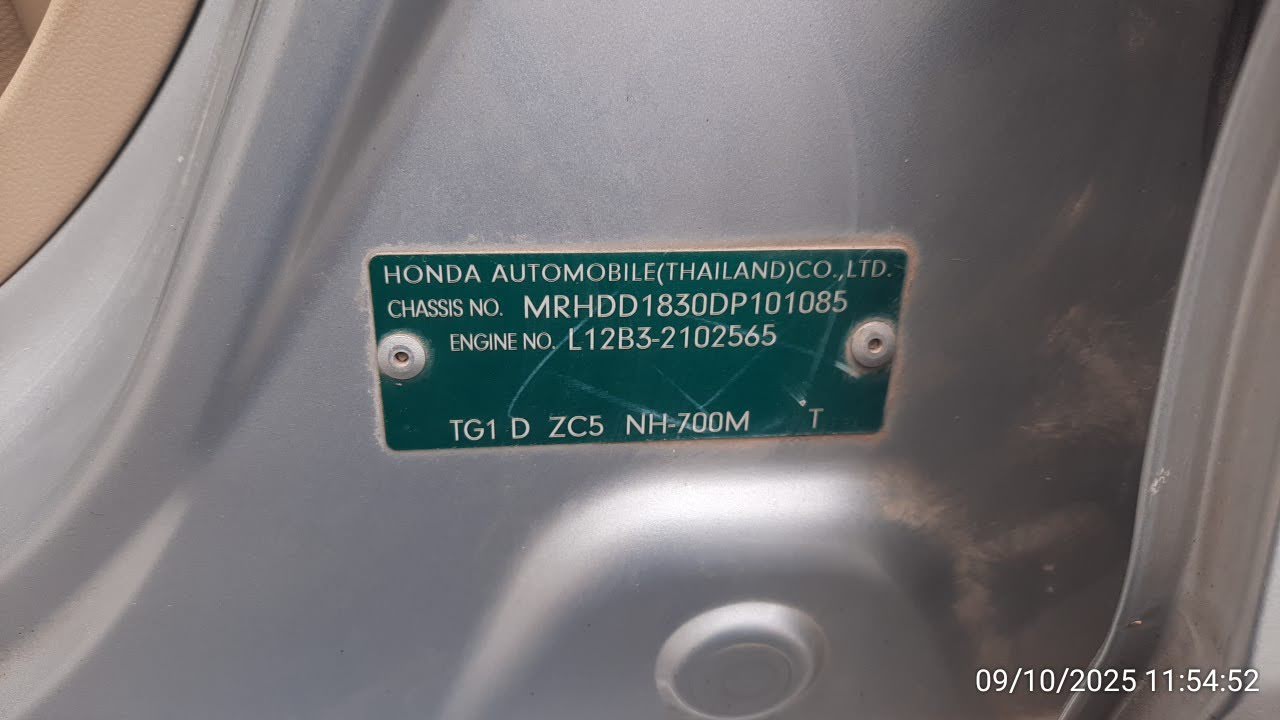 HONDA AUTOMOBILE(THAILAND)CO.,LTD.
CHASSIS NO. MRHDD1830DP101085
ENGINE NO. L12B3-2102565
TG1 D ZC5 NH-700M T
09/10/2025 11:54:52